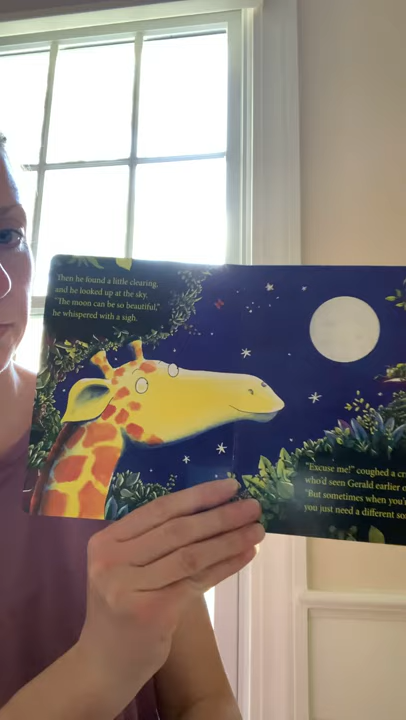 Then he found a little clearing,
and he looked up at the sky.
"The moon can be so beautiful,"
he whispered with a sigh.
"Excuse me!" coughed a
who'd seen Gerald earlier
"But sometimes when
you just need a different